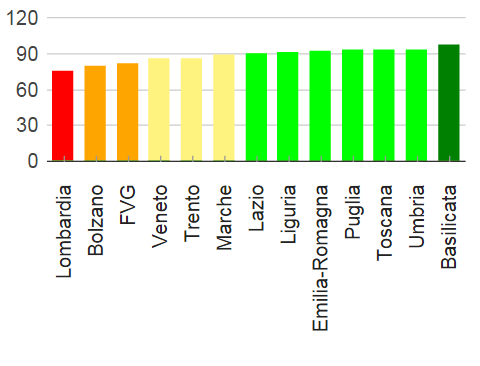 120
90
60
30
0
Lombardia
Bolzano
FVG
Veneto
Trento
Marche
Lazio
Liguria
Emilia-Romagna
Puglia
Toscana
Umbria
Basilicata